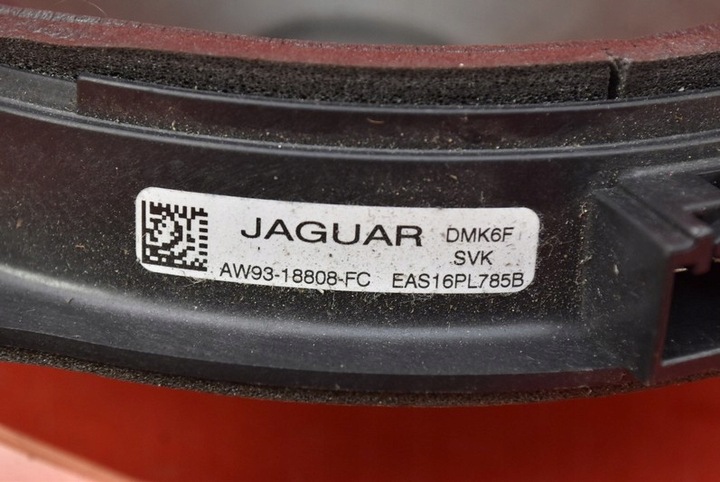 JAGUAR DMK6F
SVK
AW93-18808-FC EAS16PL785B